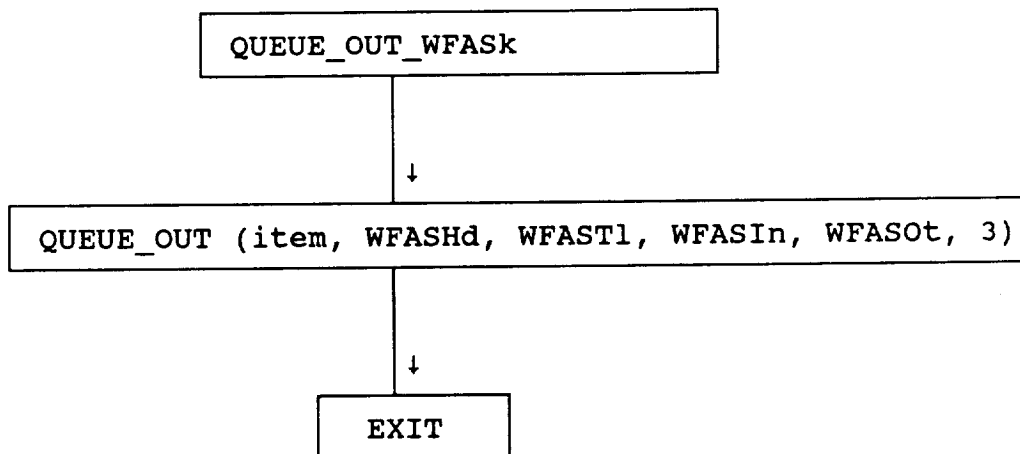 QUEUE_OUT_WFASk
↓
QUEUE_OUT (item, WFASHd, WFASTl, WFASIn, WFASOt, 3)
↓
EXIT